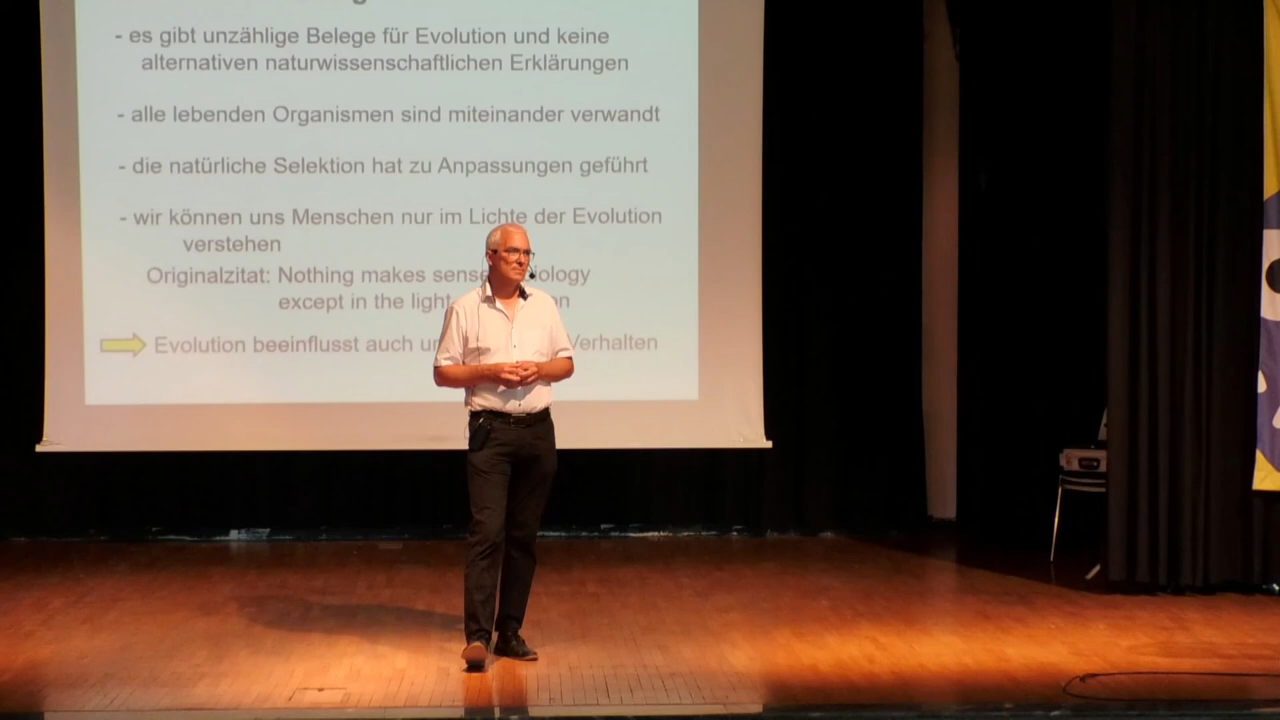 - es gibt unzählige Belege für Evolution und keine
alternativen naturwissenschaftlichen Erklärungen
- alle lebenden Organismen sind miteinander verwandt
- die natürliche Selektion hat zu Anpassungen geführt
- wir können uns Menschen nur im Lichte der Evolution
verstehen
Originalzitat: Nothing makes sense
except in the light
Evolution beeinflusst auch Verhalten